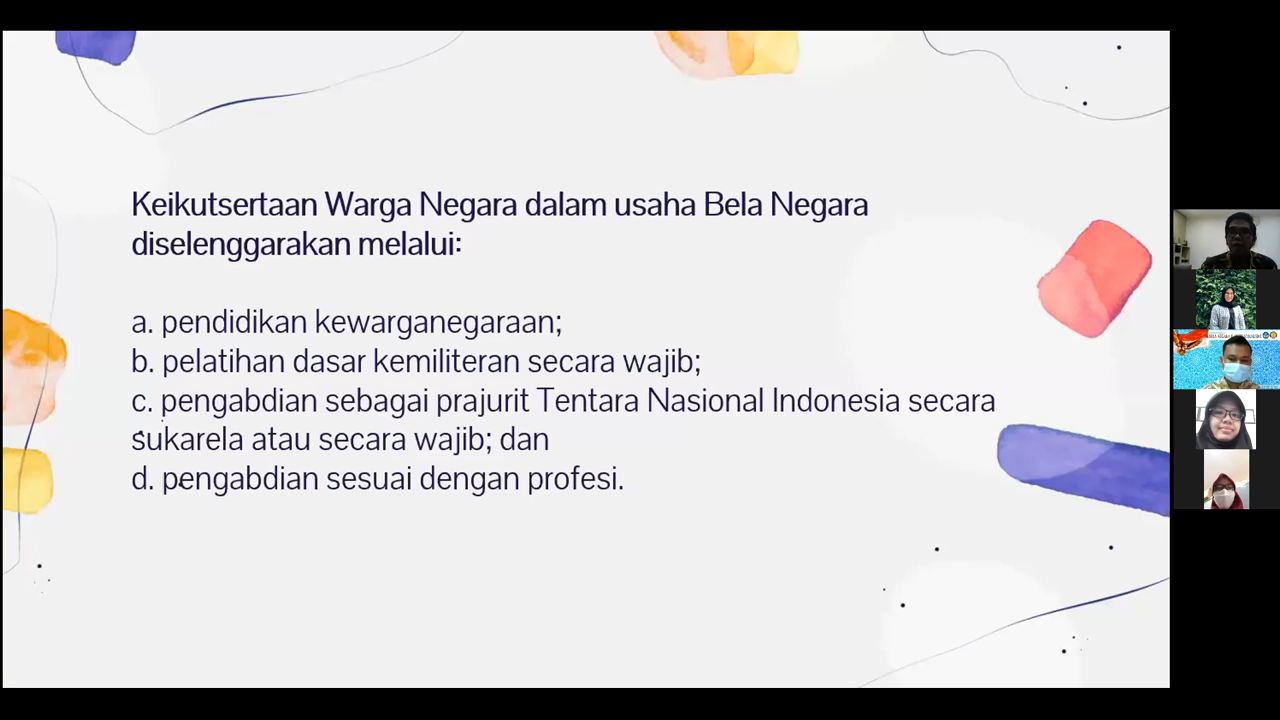 Keikutsertaan Warga Negara dalam usaha Bela Negara
diselenggarakan melalui:
a. pendidikan kewarganegaraan;
b. pelatihan dasar kemiliteran secara wajib;
c. pengabdian sebagai prajurit Tentara Nasional Indonesia secara
sukarela atau secara wajib; dan
d. pengabdian sesuai dengan profesi.